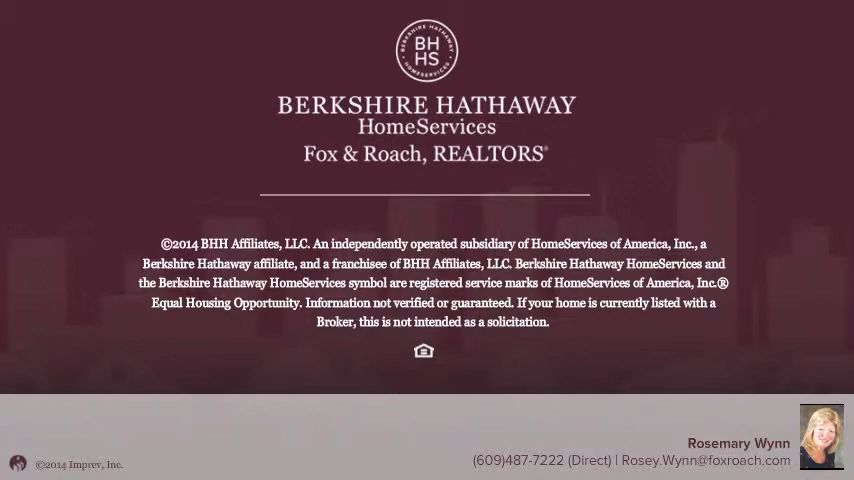 BERKSHIRE HATHAWAY HOMESERVICES
BH
HS
BERKSHIRE HATHAWAY
HomeServices
Fox & Roach, REALTORS®
©2014 BHH Affiliates, LLC. An independently operated subsidiary of HomeServices of America, Inc., a
Berkshire Hathaway affiliate, and a franchisee of BHH Affiliates, LLC. Berkshire Hathaway HomeServices and
the Berkshire Hathaway HomeServices symbol are registered service marks of HomeServices of America, Inc.®
Equal Housing Opportunity. Information not verified or guaranteed. If your home is currently listed with a
Broker, this is not intended as a solicitation.
Rosemary Wynn
(609)487-7222 (Direct) | Rosey.Wynn@foxroach.com
©2014 Imprev, Inc.